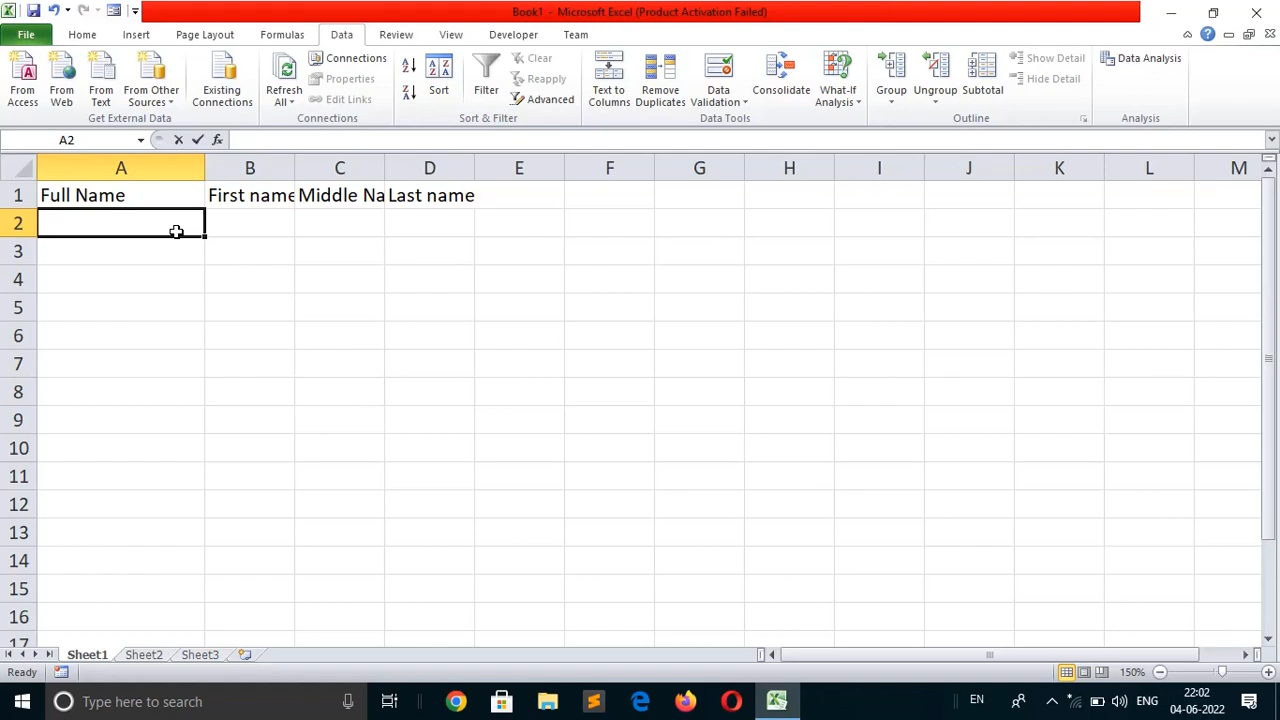 Book1 - Microsoft Excel (Product Activation Failed)
File Home Insert Page Layout Formulas Data Review View Developer Team
From Access
From Web
From Text
From Other Sources
Existing Connections
Get External Data
Refresh All
Connections
Properties
Edit Links
Connections
Sort
Filter
Clear
Reapply
Advanced
Sort & Filter
Text to Columns
Remove Duplicates
Data Validation
Consolidate
What-If Analysis
Data Tools
Group
Ungroup
Subtotal
Show Detail
Hide Detail
Outline
Data Analysis
Analysis
A2 fx
A B C D E F G H I J K L M
1 Full Name First name Middle Na Last name
2
3
4
5
6
7
8
9
10
11
12
13
14
15
16
17
Sheet1 Sheet2 Sheet3
Ready 150%
Type here to search
EN ENG
22:02
04-06-2022